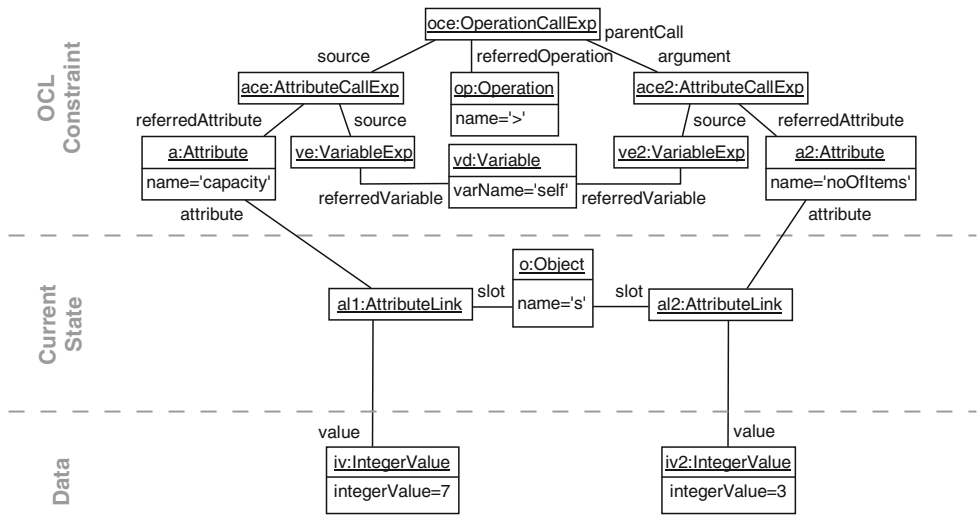 oce:OperationCallExp
parentCall
source
referredOperation
argument
ace:AttributeCallExp
op:Operation
name='>'
ace2:AttributeCallExp
referredAttribute
source
source
referredAttribute
a:Attribute
name='capacity'
ve:VariableExp
vd:Variable
varName='self'
ve2:VariableExp
a2:Attribute
name='noOfItems'
referredVariable
referredVariable
attribute
attribute
OCL
Constraint
o:Object
name='s'
al1:AttributeLink
slot
slot
al2:AttributeLink
Current
State
value
value
iv:IntegerValue
integerValue=7
iv2:IntegerValue
integerValue=3
Data